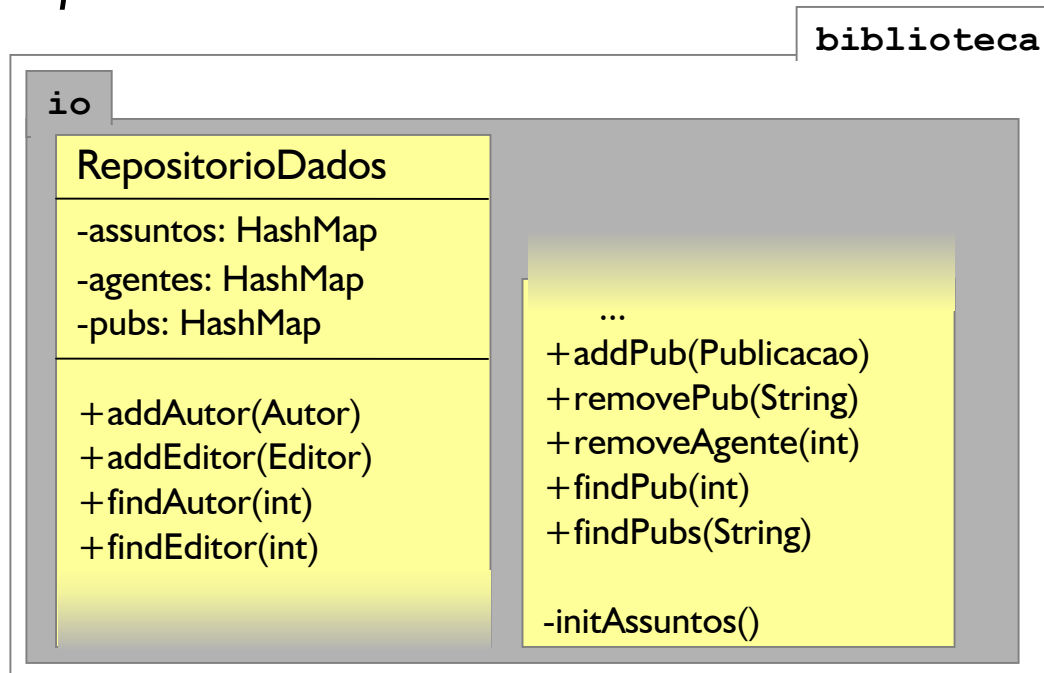 biblioteca
io
RepositorioDados
-assuntos: HashMap
-agentes: HashMap
-pubs: HashMap
+addAutor(Autor)
+addEditor(Editor)
+findAutor(int)
+findEditor(int)
...
+addPub(Publicacao)
+removePub(String)
+removeAgente(int)
+findPub(int)
+findPubs(String)
-initAssuntos()